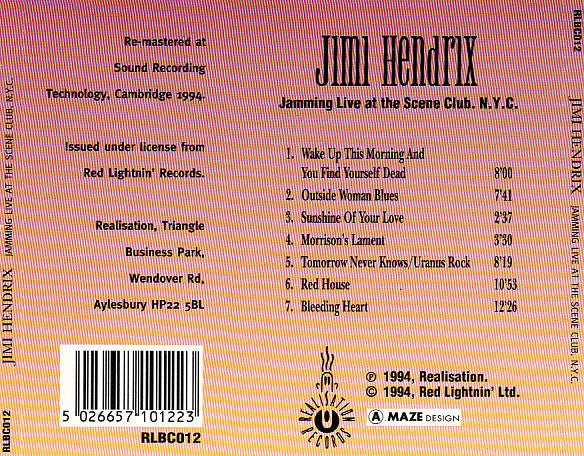 Re-mastered at
Sound Recording
Technology, Cambridge 1994.
Issued under license from
Red Lightnin' Records.
Realisation, Triangle
Business Park,
Wendover Rd,
Aylesbury HP22 5BL
5 026657 101223
RLBC012
JIMI HENDRIX
Jamming Live at the Scene Club. N.Y.C.
1. Wake Up This Morning And
You Find Yourself Dead 8'00
2. Outside Woman Blues 7'41
3. Sunshine Of Your Love 2'37
4. Morrison's Lament 3'30
5. Tomorrow Never Knows/Uranus Rock 8'19
6. Red House 10'53
7. Bleeding Heart 12'26
REALISATION RECORDS
℗ 1994, Realisation.
© 1994, Red Lightnin' Ltd.
A MAZE DESIGN
RLBC012 JIMI HENDRIX JAMMING LIVE AT THE SCENE CLUB, N.Y.C.
RLBC012 JIMI HENDRIX JAMMING LIVE AT THE SCENE CLUB, N.Y.C.